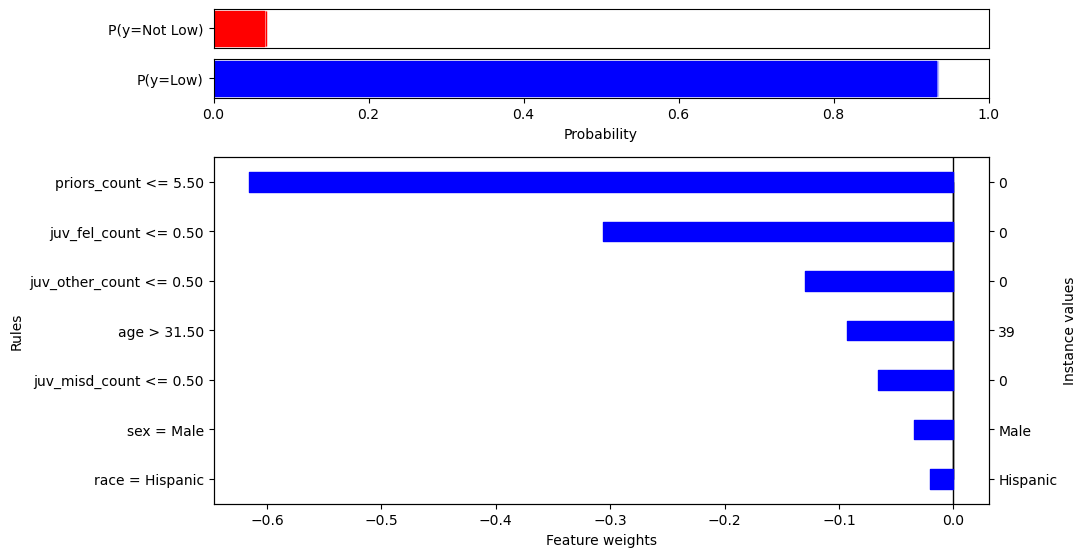 P(y=Not Low)
P(y=Low)
0.0 0.2 0.4 0.6 0.8 1.0
Probability
Rules
priors_count <= 5.50 0
juv_fel_count <= 0.50 0
juv_other_count <= 0.50 0
age > 31.50 39
juv_misd_count <= 0.50 0
sex = Male Male
race = Hispanic Hispanic
Instance values
−0.6 −0.5 −0.4 −0.3 −0.2 −0.1 0.0
Feature weights